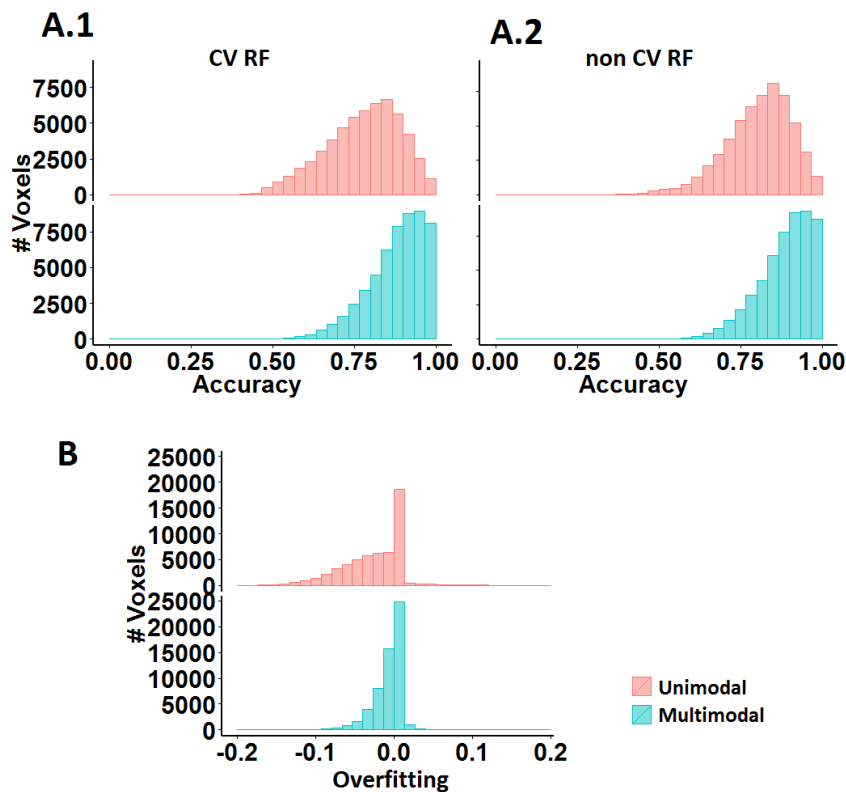 A.1
A.2
CV RF
non CV RF
7500
5000
2500
0
7500
5000
2500
0
# Voxels
0.00 0.25 0.50 0.75 1.00
0.00 0.25 0.50 0.75 1.00
Accuracy
Accuracy
B
25000
20000
15000
10000
5000
0
25000
20000
15000
10000
5000
0
# Voxels
-0.2 -0.1 0.0 0.1 0.2
Overfitting
Unimodal
Multimodal